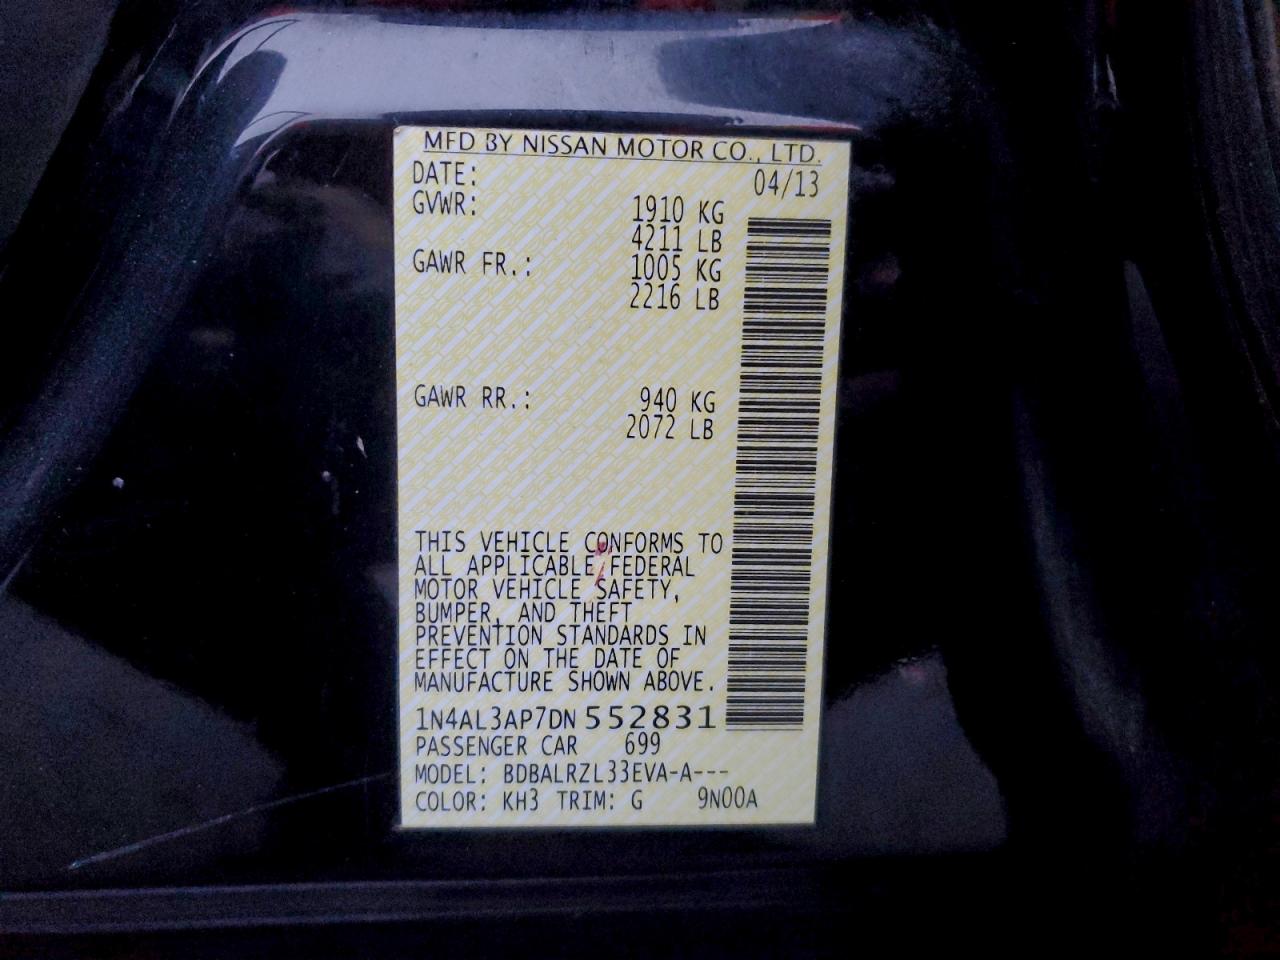 MFD BY NISSAN MOTOR CO., LTD.
DATE: 04/13
GVWR: 1910 KG
4211 LB
GAWR FR.: 1005 KG
2216 LB
GAWR RR.: 940 KG
2072 LB
THIS VEHICLE CONFORMS TO
ALL APPLICABLE FEDERAL
MOTOR VEHICLE SAFETY,
BUMPER, AND THEFT
PREVENTION STANDARDS IN
EFFECT ON THE DATE OF
MANUFACTURE SHOWN ABOVE.
1N4AL3AP7DN552831
PASSENGER CAR 699
MODEL: BDBALRZL33EVA-A---
COLOR: KH3 TRIM: G 9N00A